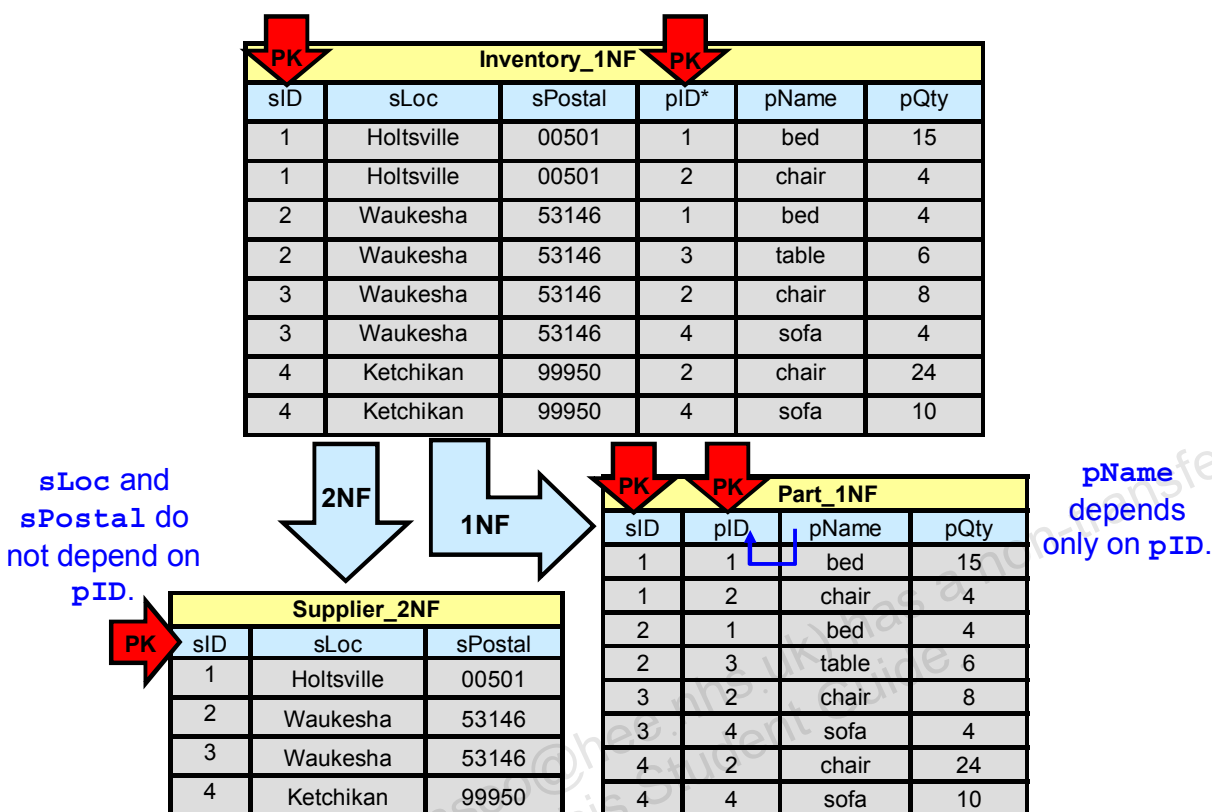 PK
PK
Inventory_1NF
sID sLoc sPostal pID* pName pQty
1 Holtsville 00501 1 bed 15
1 Holtsville 00501 2 chair 4
2 Waukesha 53146 1 bed 4
2 Waukesha 53146 3 table 6
3 Waukesha 53146 2 chair 8
3 Waukesha 53146 4 sofa 4
4 Ketchikan 99950 2 chair 24
4 Ketchikan 99950 4 sofa 10
sLoc and
sPostal do
not depend on
pID.
2NF
1NF
PK
PK
Part_1NF
sID pID pName pQty
1 1 bed 15
1 2 chair 4
2 1 bed 4
2 3 table 6
3 2 chair 8
3 4 sofa 4
4 2 chair 24
4 4 sofa 10
pName
depends
only on pID.
PK
Supplier_2NF
sID sLoc sPostal
1 Holtsville 00501
2 Waukesha 53146
3 Waukesha 53146
4 Ketchikan 99950
has a
Student Guide